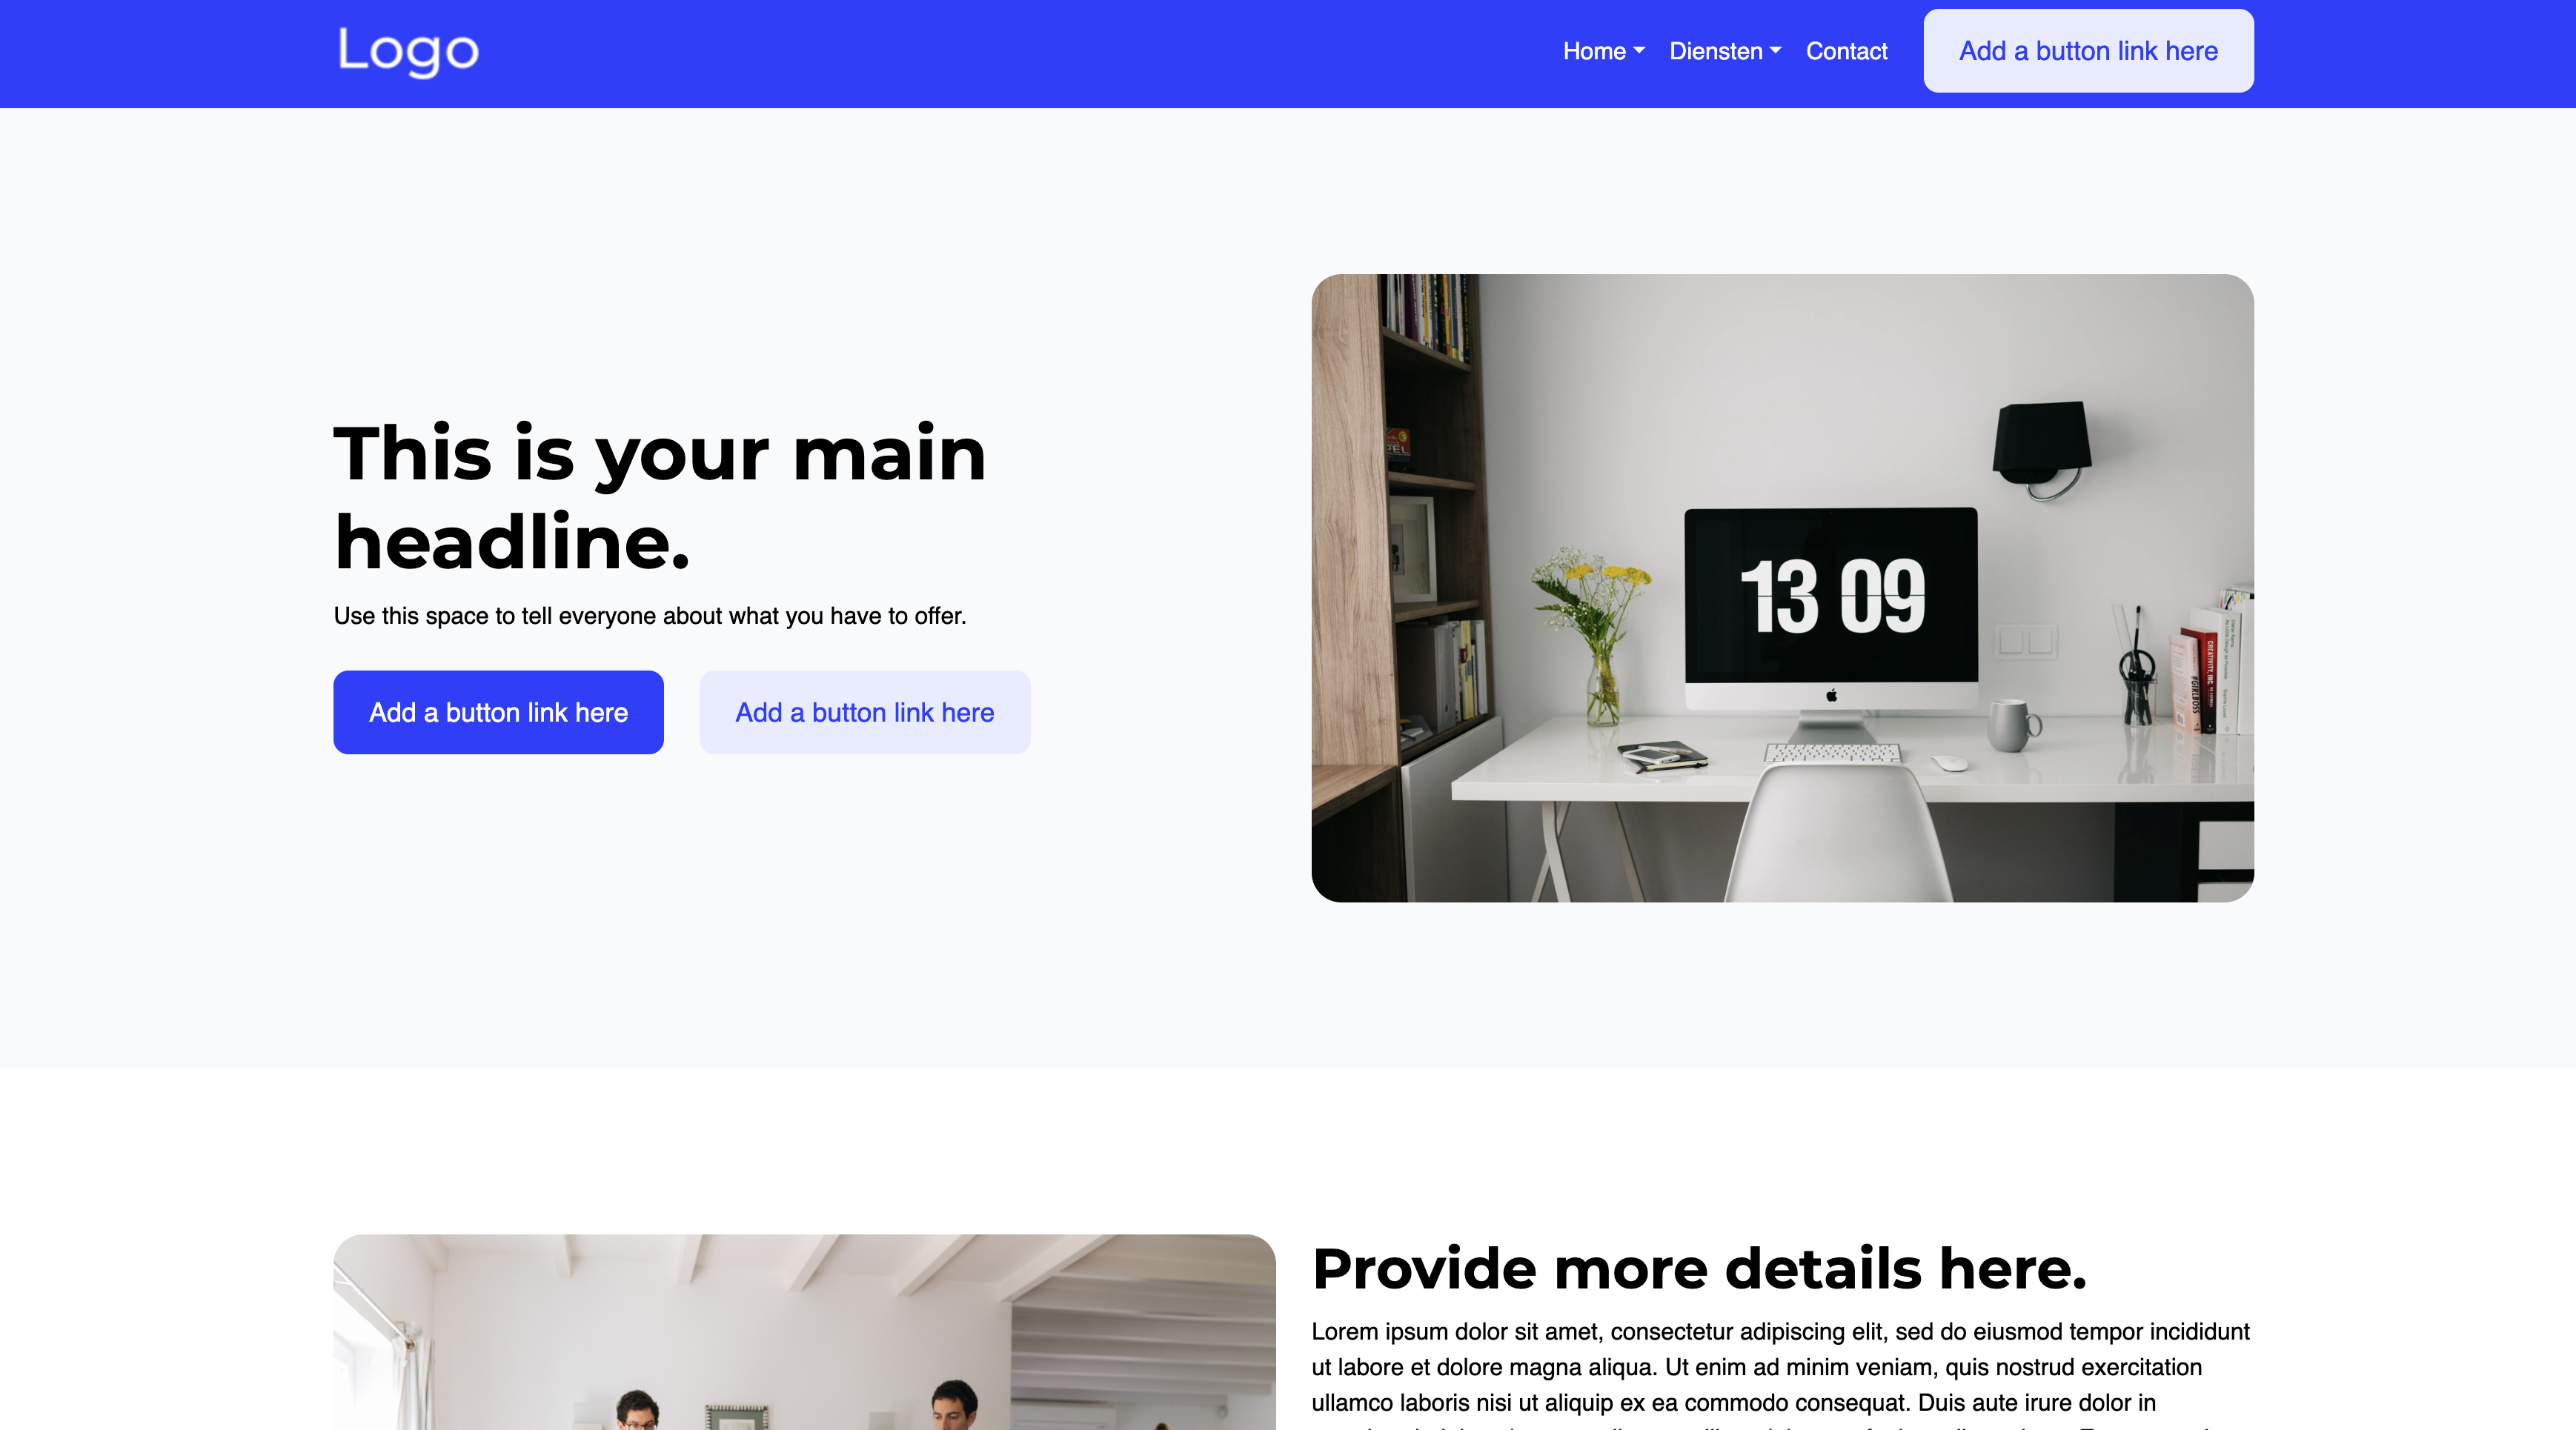 Logo
Home
Diensten
Contact
Add a button link here
This is your main
headline.
Use this space to tell everyone about what you have to offer.
Add a button link here
Add a button link here
13 09
CREATIVITY, INC.
#GIRLBOSS
Provide more details here.
Lorem ipsum dolor sit amet, consectetur adipiscing elit, sed do eiusmod tempor incididunt
ut labore et dolore magna aliqua. Ut enim ad minim veniam, quis nostrud exercitation
ullamco laboris nisi ut aliquip ex ea commodo consequat. Duis aute irure dolor in